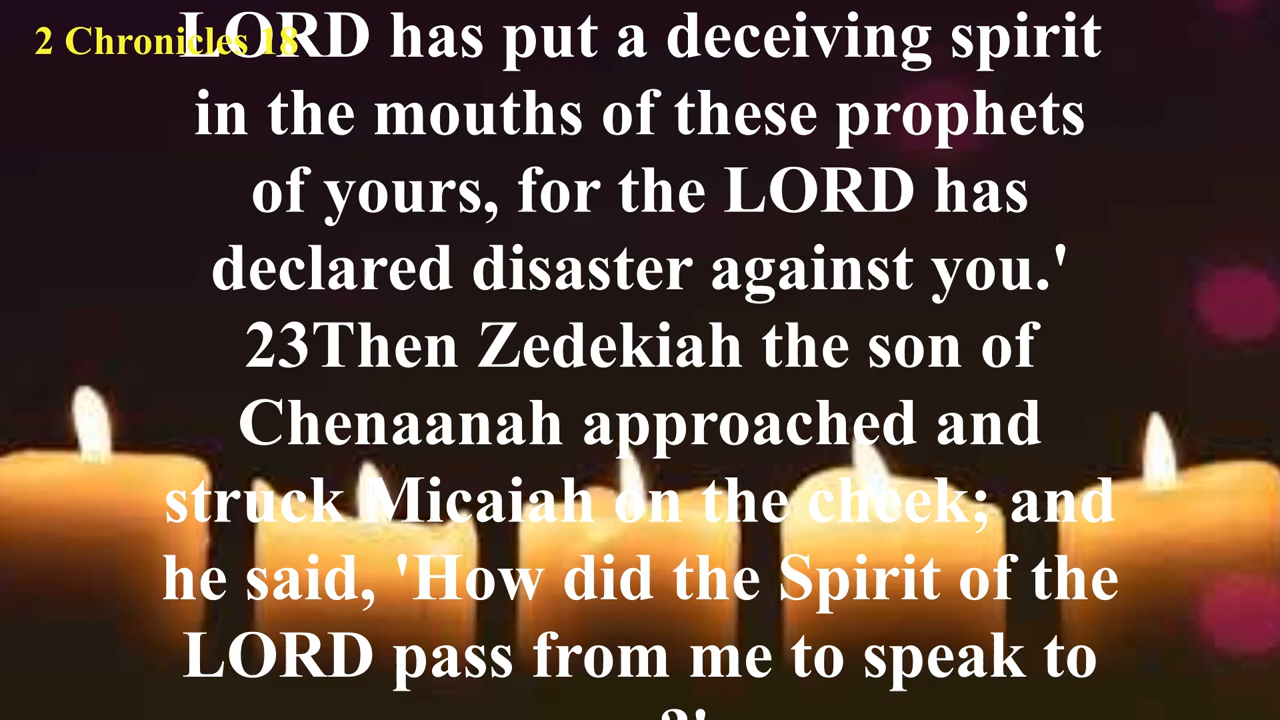 2 Chronicles 18
LORD has put a deceiving spirit
in the mouths of these prophets
of yours, for the LORD has
declared disaster against you.'
23Then Zedekiah the son of
Chenaanah approached and
struck Micaiah on the cheek; and
he said, 'How did the Spirit of the
LORD pass from me to speak to
?'